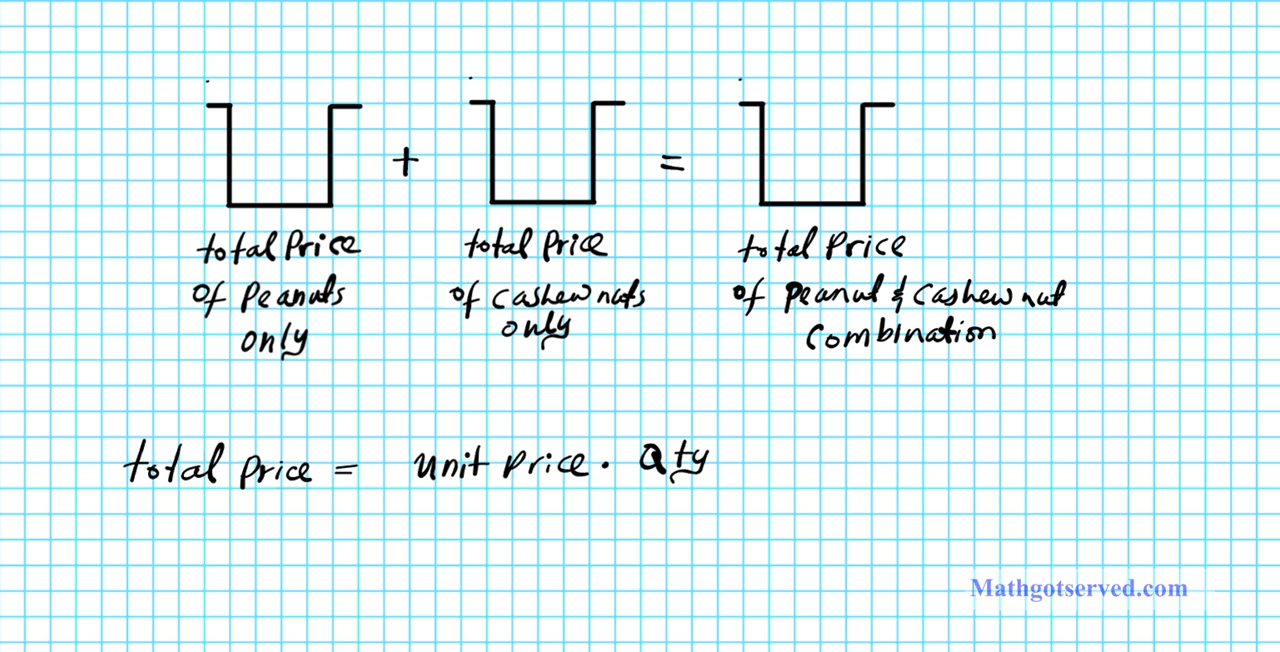 + =
total Price total Price total Price
of Peanuts of Cashew nuts of Peanut & Cashew nut
only only Combination
total price = unit price . Qty
Mathgotserved.com